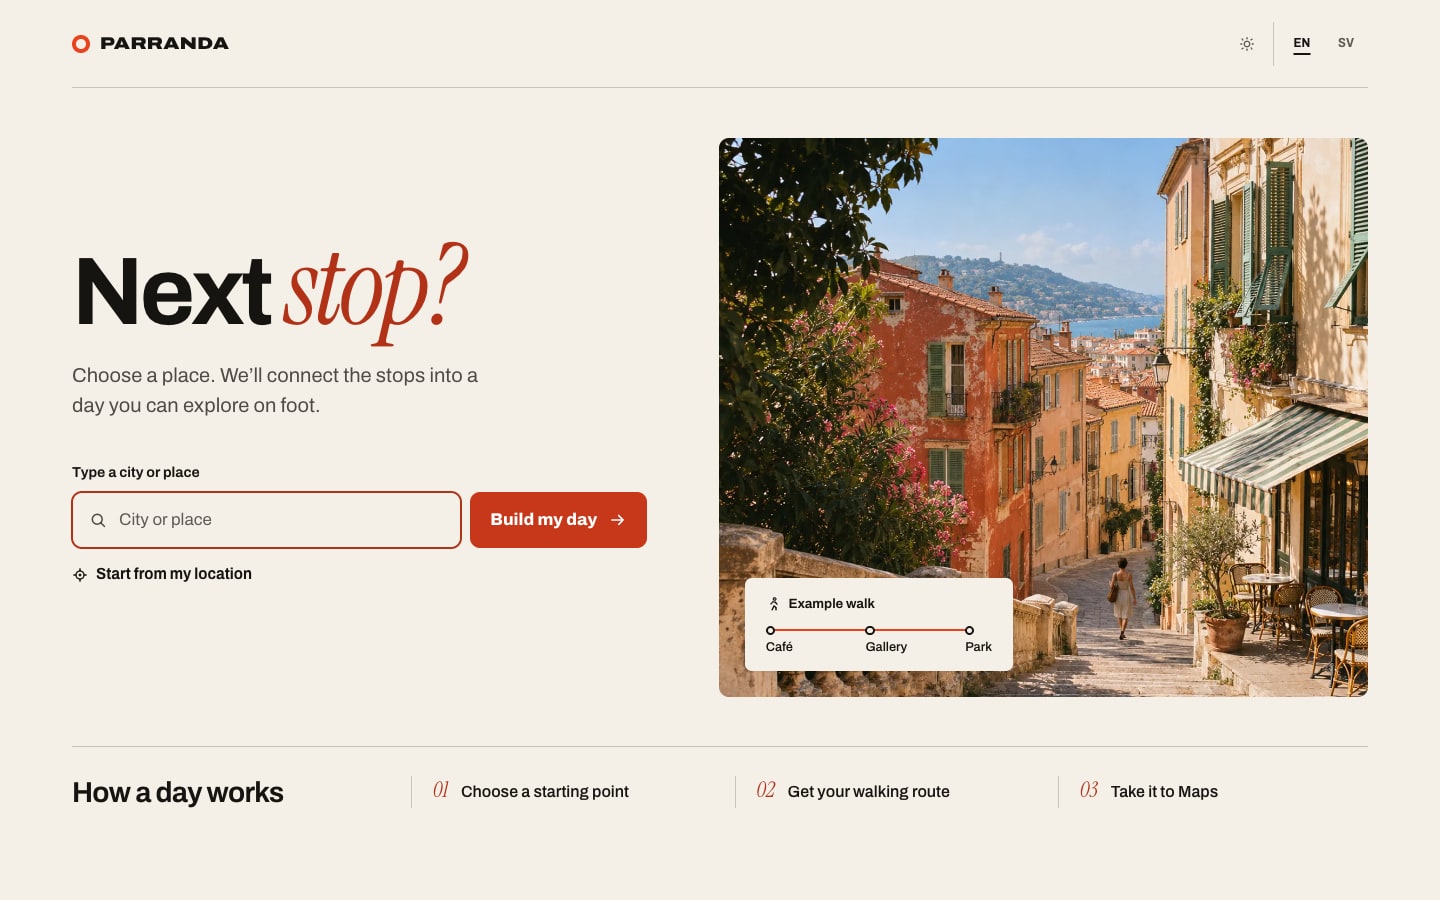 PARRANDA
EN
SV
Next stop?
Choose a place. We’ll connect the stops into a
day you can explore on foot.
Type a city or place
City or place
Build my day
Start from my location
Example walk
Café
Gallery
Park
How a day works
01 Choose a starting point
02 Get your walking route
03 Take it to Maps